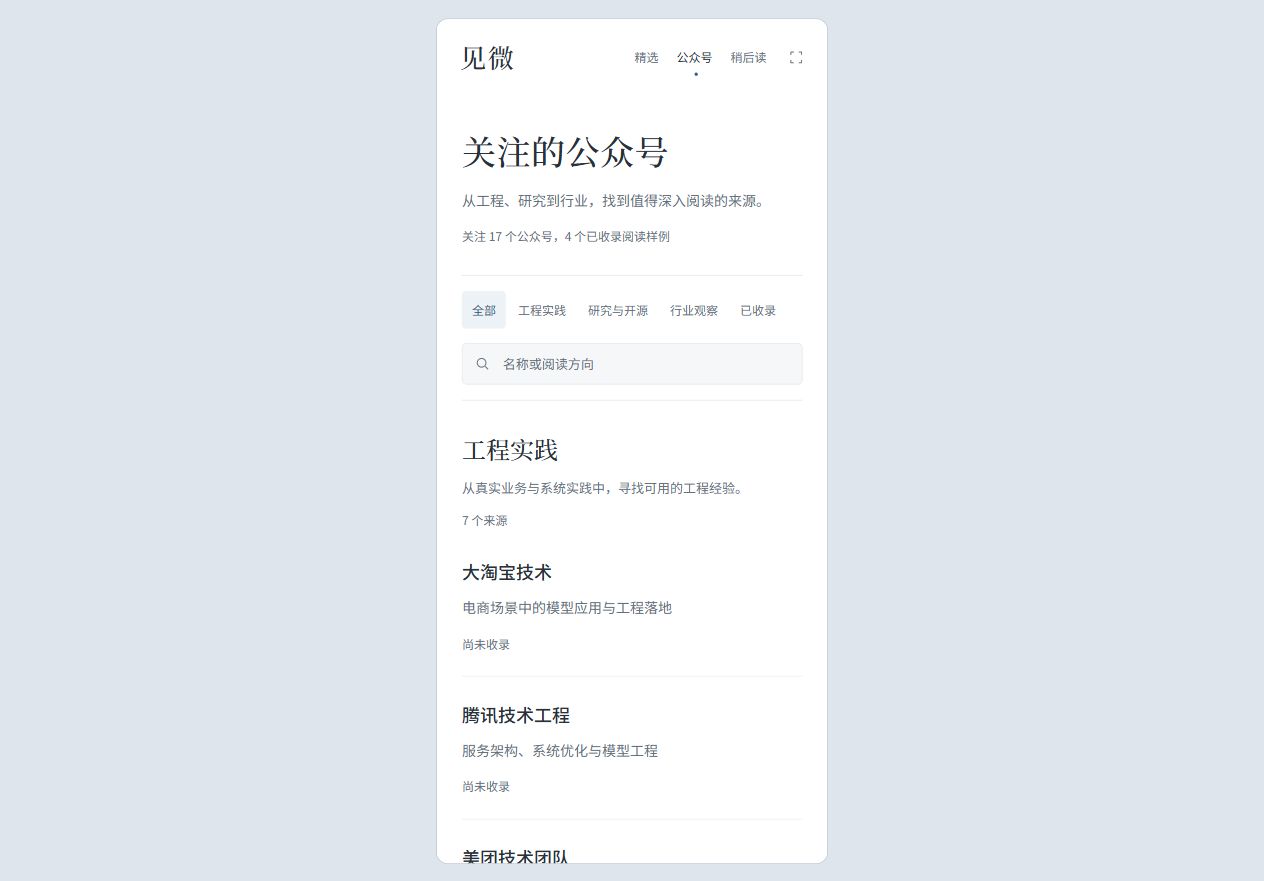 见微
精选 公众号 稍后读
关注的公众号
从工程、研究到行业，找到值得深入阅读的来源。
关注 17 个公众号，4 个已收录阅读样例
全部 工程实践 研究与开源 行业观察 已收录
名称或阅读方向
工程实践
从真实业务与系统实践中，寻找可用的工程经验。
7 个来源
大淘宝技术
电商场景中的模型应用与工程落地
尚未收录
腾讯技术工程
服务架构、系统优化与模型工程
尚未收录
美团技术团队